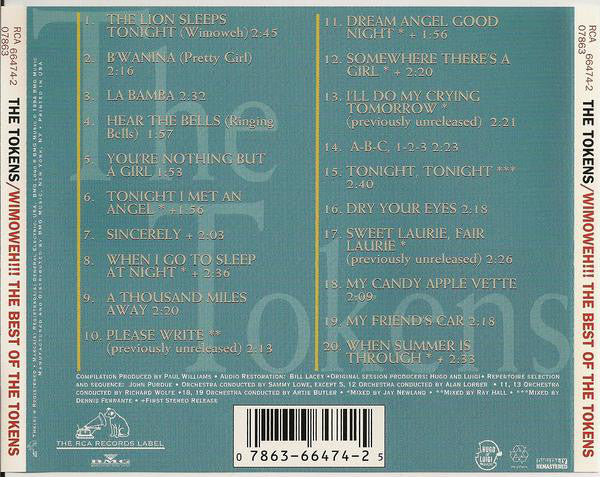 RCA 66474-2
07863
THE TOKENS/WIMOWEH!!! THE BEST OF THE TOKENS
The
Tokens
1. THE LION SLEEPS
TONIGHT (Wimoweh) 2:45
2. B'WANINA (Pretty Girl)
2:16
3. LA BAMBA 2:32
4. HEAR THE BELLS (Ringing
Bells) 1:57
5. YOU'RE NOTHING BUT
A GIRL 1:53
6. TONIGHT I MET AN
ANGEL * +1:56
7. SINCERELY + 2:03
8. WHEN I GO TO SLEEP
AT NIGHT * + 2:36
9. A THOUSAND MILES
AWAY 2:20
10. PLEASE WRITE **
(previously unreleased) 2:13
11. DREAM ANGEL GOOD
NIGHT * + 1:56
12. SOMEWHERE THERE'S A
GIRL * + 2:20
13. I'LL DO MY CRYING
TOMORROW *
(previously unreleased) 2:21
14. A-B-C, 1-2-3 2:23
15. TONIGHT, TONIGHT ***
2:40
16. DRY YOUR EYES 2:18
17. SWEET LAURIE, FAIR
LAURIE *
(previously unreleased) 2:26
18. MY CANDY APPLE VETTE
2:09
19. MY FRIEND'S CAR 2:18
20. WHEN SUMMER IS
THROUGH * + 2:33
COMPILATION PRODUCED BY PAUL WILLIAMS • AUDIO RESTORATION: BILL LACEY •ORIGINAL SESSION PRODUCERS: HUGO AND LUIGI• REPERTOIRE SELECTION
AND SEQUENCE: JOHN PURDUE • ORCHESTRA CONDUCTED BY SAMMY LOWE, EXCEPT 5, 12 ORCHESTRA CONDUCTED BY ALAN LORBER • 11, 13 ORCHESTRA
CONDUCTED BY RICHARD WOLFE •18, 19 ORCHESTRA CONDUCTED BY ARTIE BUTLER • *MIXED BY JAY NEWLAND • **MIXED BY RAY HALL • ***MIXED BY
DENNIS FERRANTE • +FIRST STEREO RELEASE
THE RCA RECORDS LABEL
BMG
0 7863-66474-2 5
HUGO
&
LUIGI
DIGITALLY
REMASTERED
RCA 66474-2
07863
THE TOKENS/WIMOWEH!!! THE BEST OF THE TOKENS